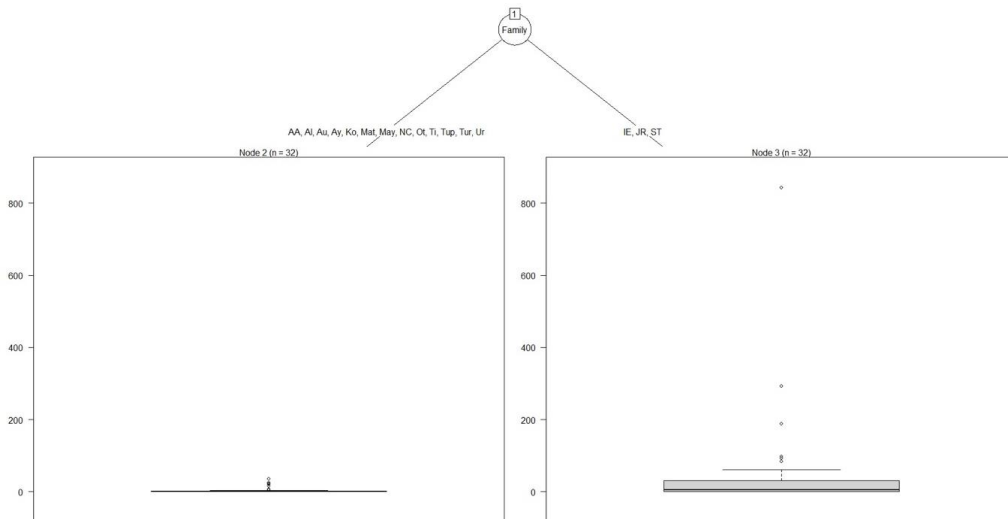 1
Family
AA, Al, Au, Ay, Ko, Mat, May, NC, Ot, Ti, Tup, Tur, Ur
IE, JR, ST
Node 2 (n = 32)
Node 3 (n = 32)
800
600
400
200
0
800
600
400
200
0